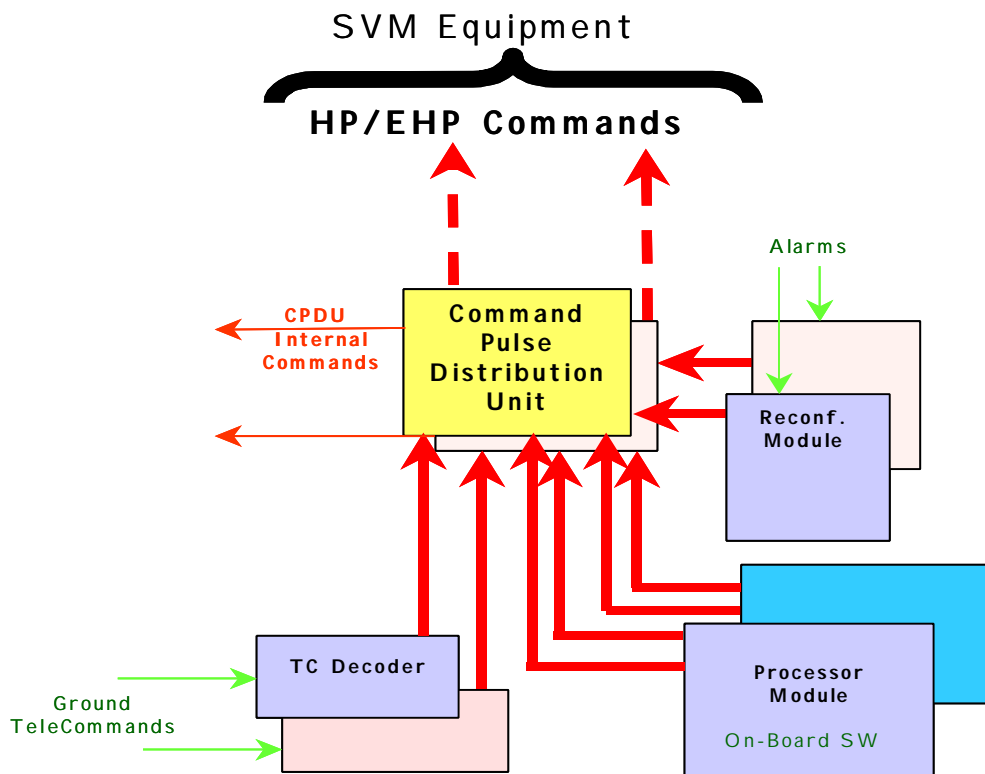 SVM Equipment
HP/EHP Commands
Alarms
CPDU
Internal
Commands
Command
Pulse
Distribution
Unit
Reconf.
Module
TC Decoder
Ground
TeleCommands
Processor
Module
On-Board SW